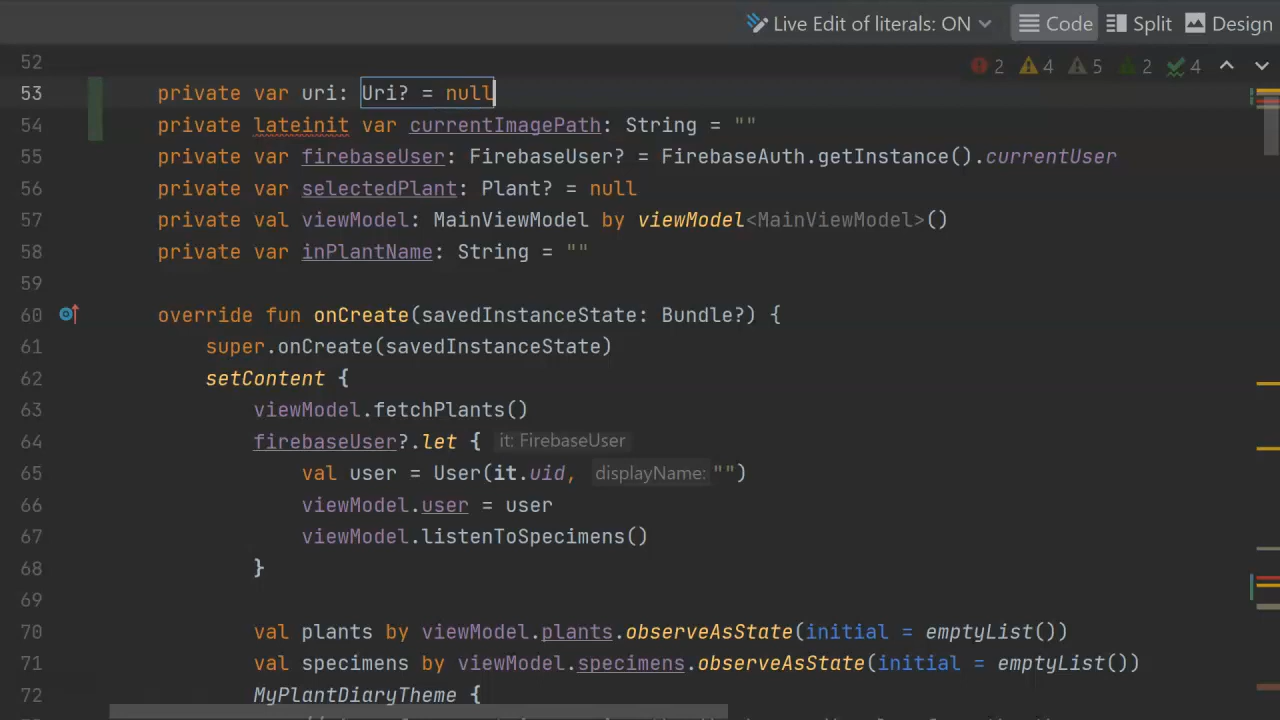 Live Edit of literals: ON Code Split Design
52 2 4 5 2 4
53 private var uri: Uri? = null
54 private lateinit var currentImagePath: String = ""
55 private var firebaseUser: FirebaseUser? = FirebaseAuth.getInstance().currentUser
56 private var selectedPlant: Plant? = null
57 private val viewModel: MainViewModel by viewModel<MainViewModel>()
58 private var inPlantName: String = ""
59
60 override fun onCreate(savedInstanceState: Bundle?) {
61 super.onCreate(savedInstanceState)
62 setContent {
63 viewModel.fetchPlants()
64 firebaseUser?.let { it: FirebaseUser
65 val user = User(it.uid, displayName: "")
66 viewModel.user = user
67 viewModel.listenToSpecimens()
68 }
69
70 val plants by viewModel.plants.observeAsState(initial = emptyList())
71 val specimens by viewModel.specimens.observeAsState(initial = emptyList())
72 MyPlantDiaryTheme {